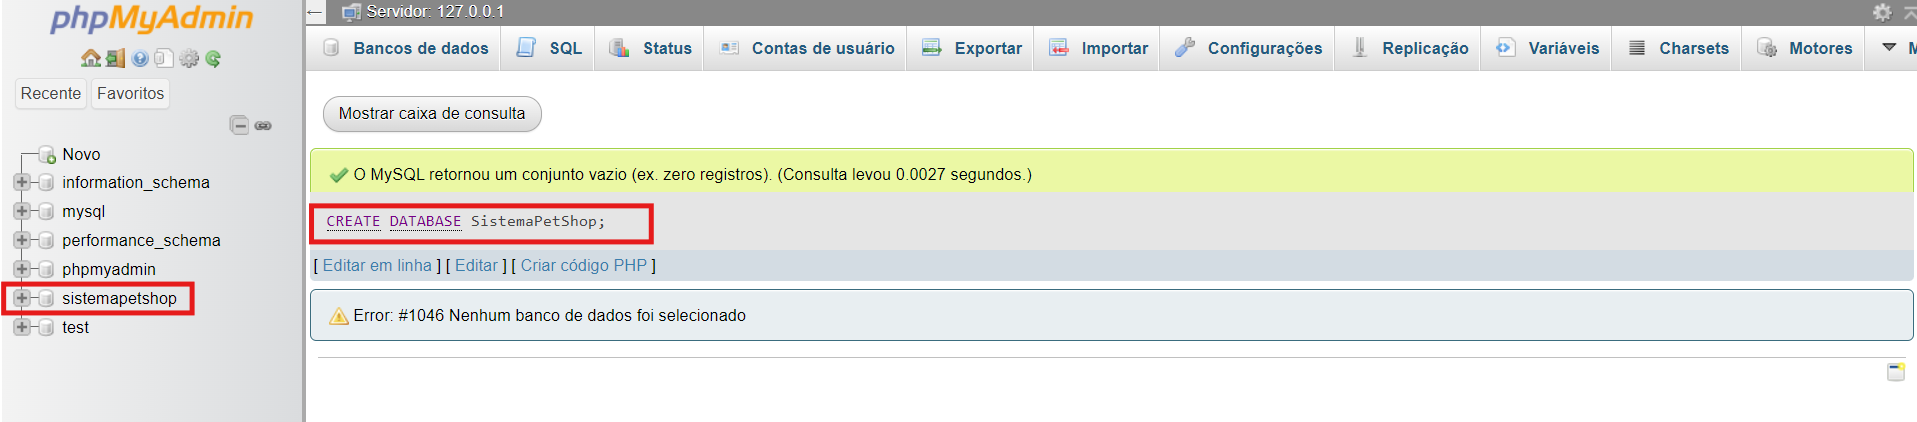 phpMyAdmin
Recente Favoritos
Novo
information_schema
mysql
performance_schema
phpmyadmin
sistemapetshop
test
Servidor: 127.0.0.1
Bancos de dados SQL Status Contas de usuário Exportar Importar Configurações Replicação Variáveis Charsets Motores
Mostrar caixa de consulta
O MySQL retornou um conjunto vazio (ex. zero registros). (Consulta levou 0.0027 segundos.)
CREATE DATABASE SistemaPetShop;
[ Editar em linha ] [ Editar ] [ Criar código PHP ]
Error: #1046 Nenhum banco de dados foi selecionado